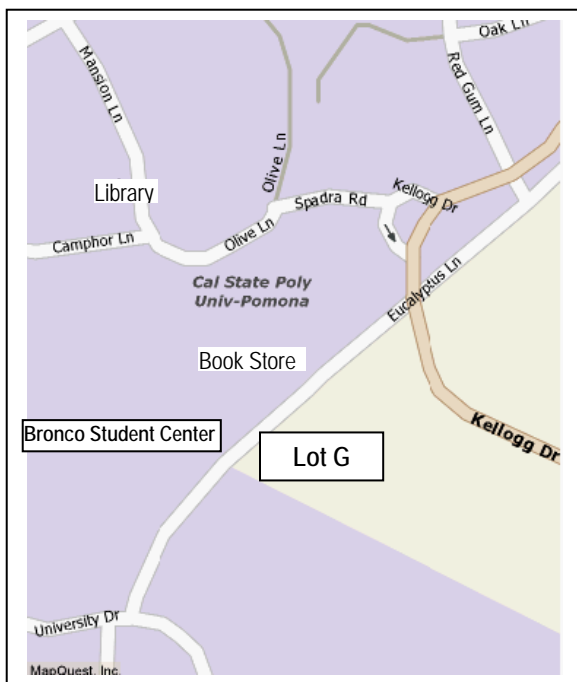 Oak Ln
Mansion Ln
Red Gum Ln
Olive Ln
Library
Kellogg Dr
Spadra Rd
Camphor Ln
Olive Ln
Cal State Poly
Univ-Pomona
Eucalyptus Ln
Book Store
Bronco Student Center
Lot G
Kellogg Dr
University Dr
MapQuest, Inc.